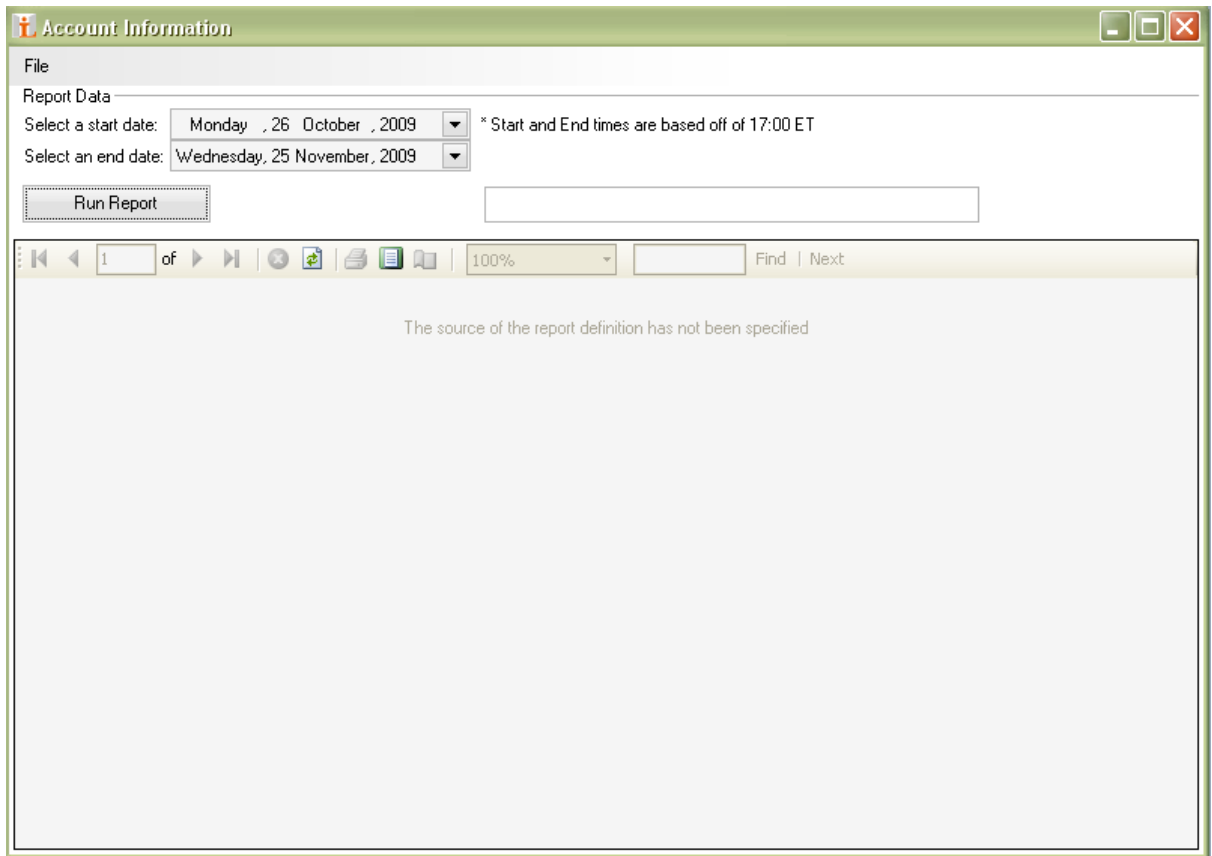 Account Information
File
Report Data
Select a start date: Monday , 26 October , 2009 * Start and End times are based off of 17:00 ET
Select an end date: Wednesday, 25 November, 2009
Run Report
1 of 100% Find | Next
The source of the report definition has not been specified